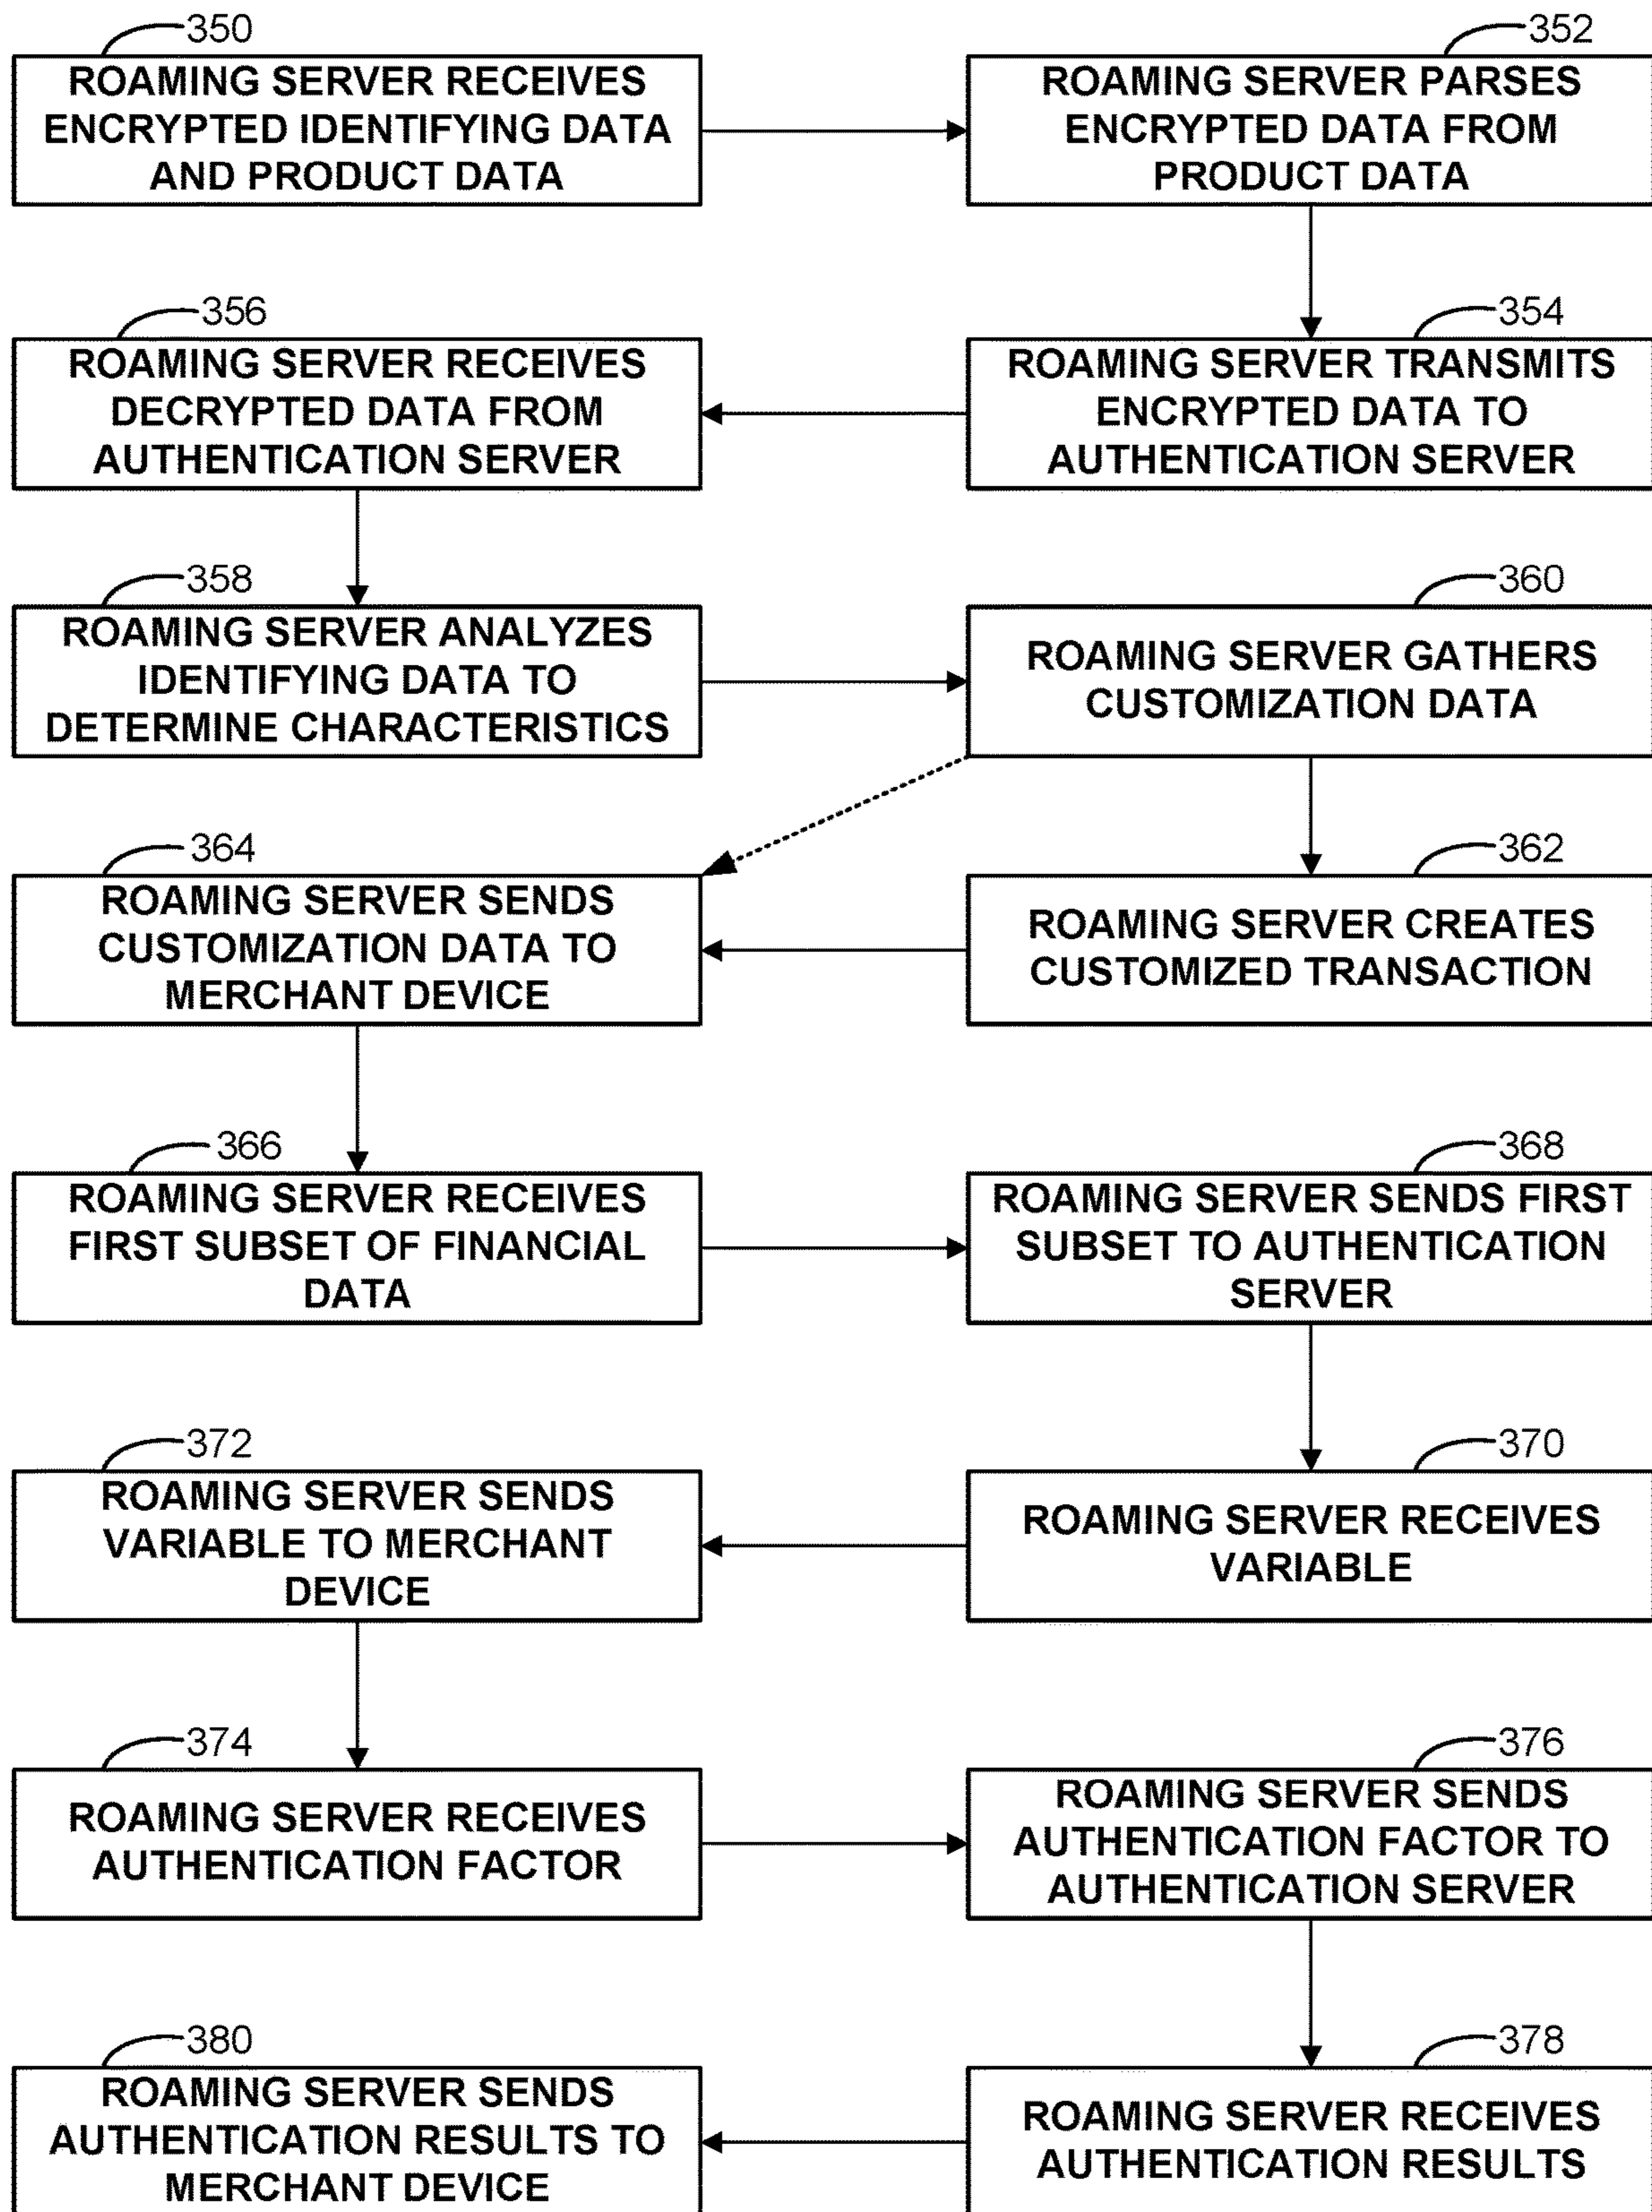 350
ROAMING SERVER RECEIVES
ENCRYPTED IDENTIFYING DATA
AND PRODUCT DATA
352
ROAMING SERVER PARSES
ENCRYPTED DATA FROM
PRODUCT DATA
354
ROAMING SERVER TRANSMITS
ENCRYPTED DATA TO
AUTHENTICATION SERVER
356
ROAMING SERVER RECEIVES
DECRYPTED DATA FROM
AUTHENTICATION SERVER
358
ROAMING SERVER ANALYZES
IDENTIFYING DATA TO
DETERMINE CHARACTERISTICS
360
ROAMING SERVER GATHERS
CUSTOMIZATION DATA
362
ROAMING SERVER CREATES
CUSTOMIZED TRANSACTION
364
ROAMING SERVER SENDS
CUSTOMIZATION DATA TO
MERCHANT DEVICE
366
ROAMING SERVER RECEIVES
FIRST SUBSET OF FINANCIAL
DATA
368
ROAMING SERVER SENDS FIRST
SUBSET TO AUTHENTICATION
SERVER
370
ROAMING SERVER RECEIVES
VARIABLE
372
ROAMING SERVER SENDS
VARIABLE TO MERCHANT
DEVICE
374
ROAMING SERVER RECEIVES
AUTHENTICATION FACTOR
376
ROAMING SERVER SENDS
AUTHENTICATION FACTOR TO
AUTHENTICATION SERVER
378
ROAMING SERVER RECEIVES
AUTHENTICATION RESULTS
380
ROAMING SERVER SENDS
AUTHENTICATION RESULTS TO
MERCHANT DEVICE